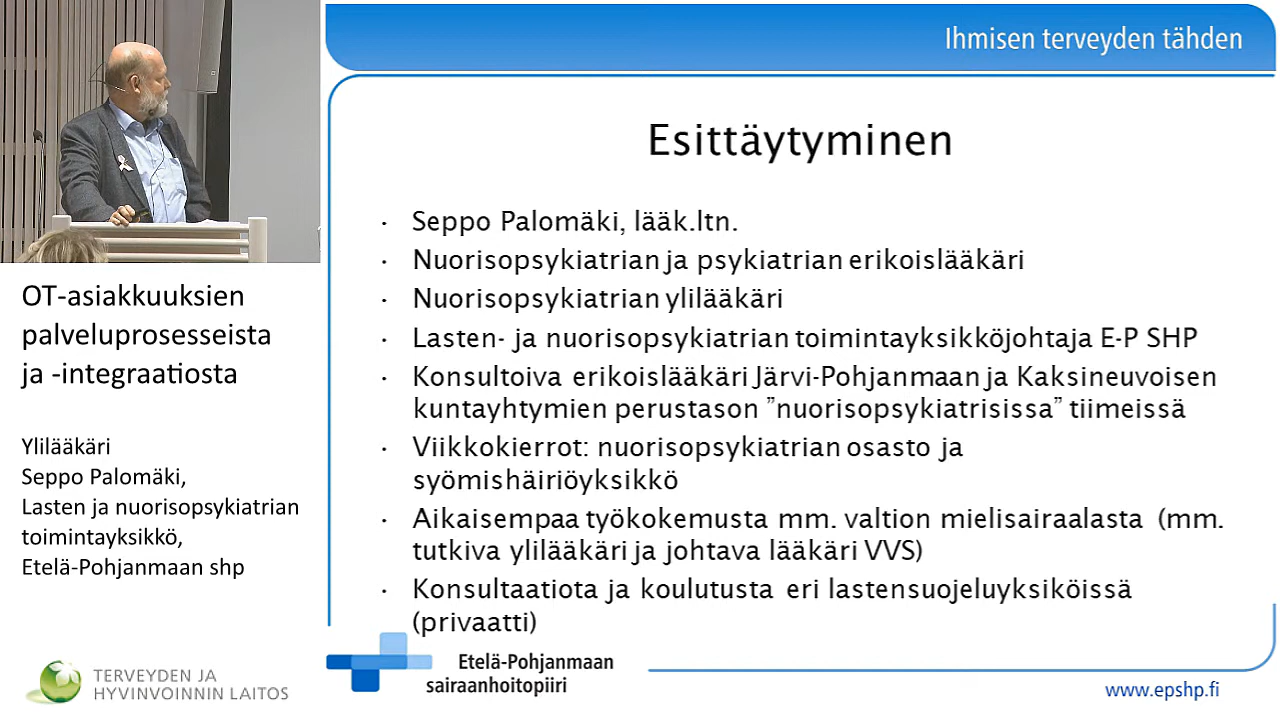 Ihmisen terveyden tähden
Esittäytyminen
· Seppo Palomäki, lääk.ltn.
· Nuorisopsykiatrian ja psykiatrian erikoislääkäri
· Nuorisopsykiatrian ylilääkäri
· Lasten- ja nuorisopsykiatrian toimintayksikköjohtaja E-P SHP
· Konsultoiva erikoislääkäri Järvi-Pohjanmaan ja Kaksineuvoisen
kuntayhtymien perustason ”nuorisopsykiatrisissa” tiimeissä
· Viikkokierrot: nuorisopsykiatrian osasto ja
syömishäiriöyksikkö
· Aikaisempaa työkokemusta mm. valtion mielisairaalasta (mm.
tutkiva ylilääkäri ja johtava lääkäri VVS)
· Konsultaatiota ja koulutusta eri lastensuojeluyksiköissä
(privaatti)
Etelä-Pohjanmaan
sairaanhoitopiiri
www.epshp.fi
OT-asiakkuuksien
palveluprosesseista
ja -integraatiosta
Ylilääkäri
Seppo Palomäki,
Lasten ja nuorisopsykiatrian
toimintayksikkö,
Etelä-Pohjanmaan shp
TERVEYDEN JA
HYVINVOINNIN LAITOS